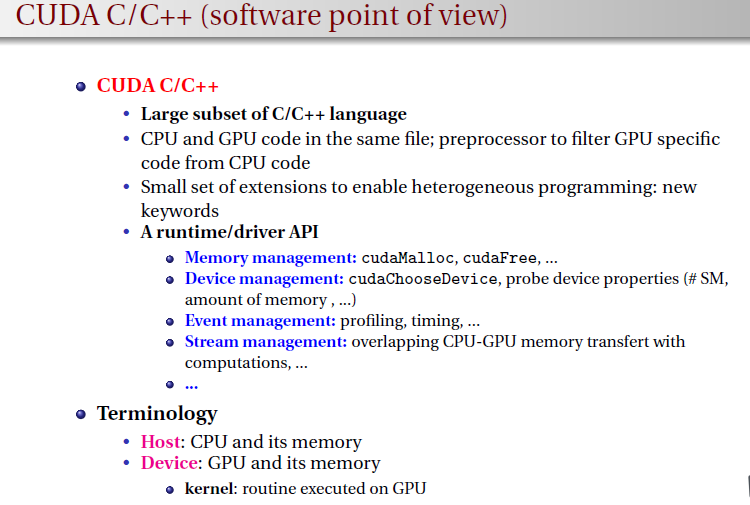 CUDA C/C++ (software point of view)
CUDA C/C++
Large subset of C/C++ language
CPU and GPU code in the same file; preprocessor to filter GPU specific
code from CPU code
Small set of extensions to enable heterogeneous programming: new
keywords
A runtime/driver API
Memory management: cudaMalloc, cudaFree, ...
Device management: cudaChooseDevice, probe device properties (# SM,
amount of memory , ...)
Event management: profiling, timing, ...
Stream management: overlapping CPU-GPU memory transfert with
computations, ...
...
Terminology
Host: CPU and its memory
Device: GPU and its memory
kernel: routine executed on GPU